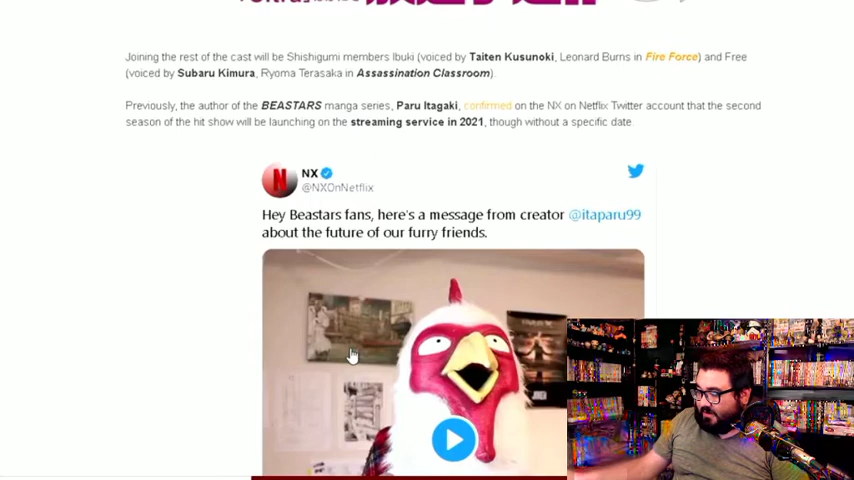 Joining the rest of the cast will be Shishigumi members Ibuki (voiced by Taiten Kusunoki, Leonard Burns in Fire Force) and Free
(voiced by Subaru Kimura, Ryoma Terasaka in Assassination Classroom).
Previously, the author of the BEASTARS manga series, Paru Itagaki, confirmed on the NX on Netflix Twitter account that the second
season of the hit show will be launching on the streaming service in 2021, though without a specific date.
NX
@NXOnNetflix
Hey Beastars fans, here's a message from creator @itaparu99
about the future of our furry friends.